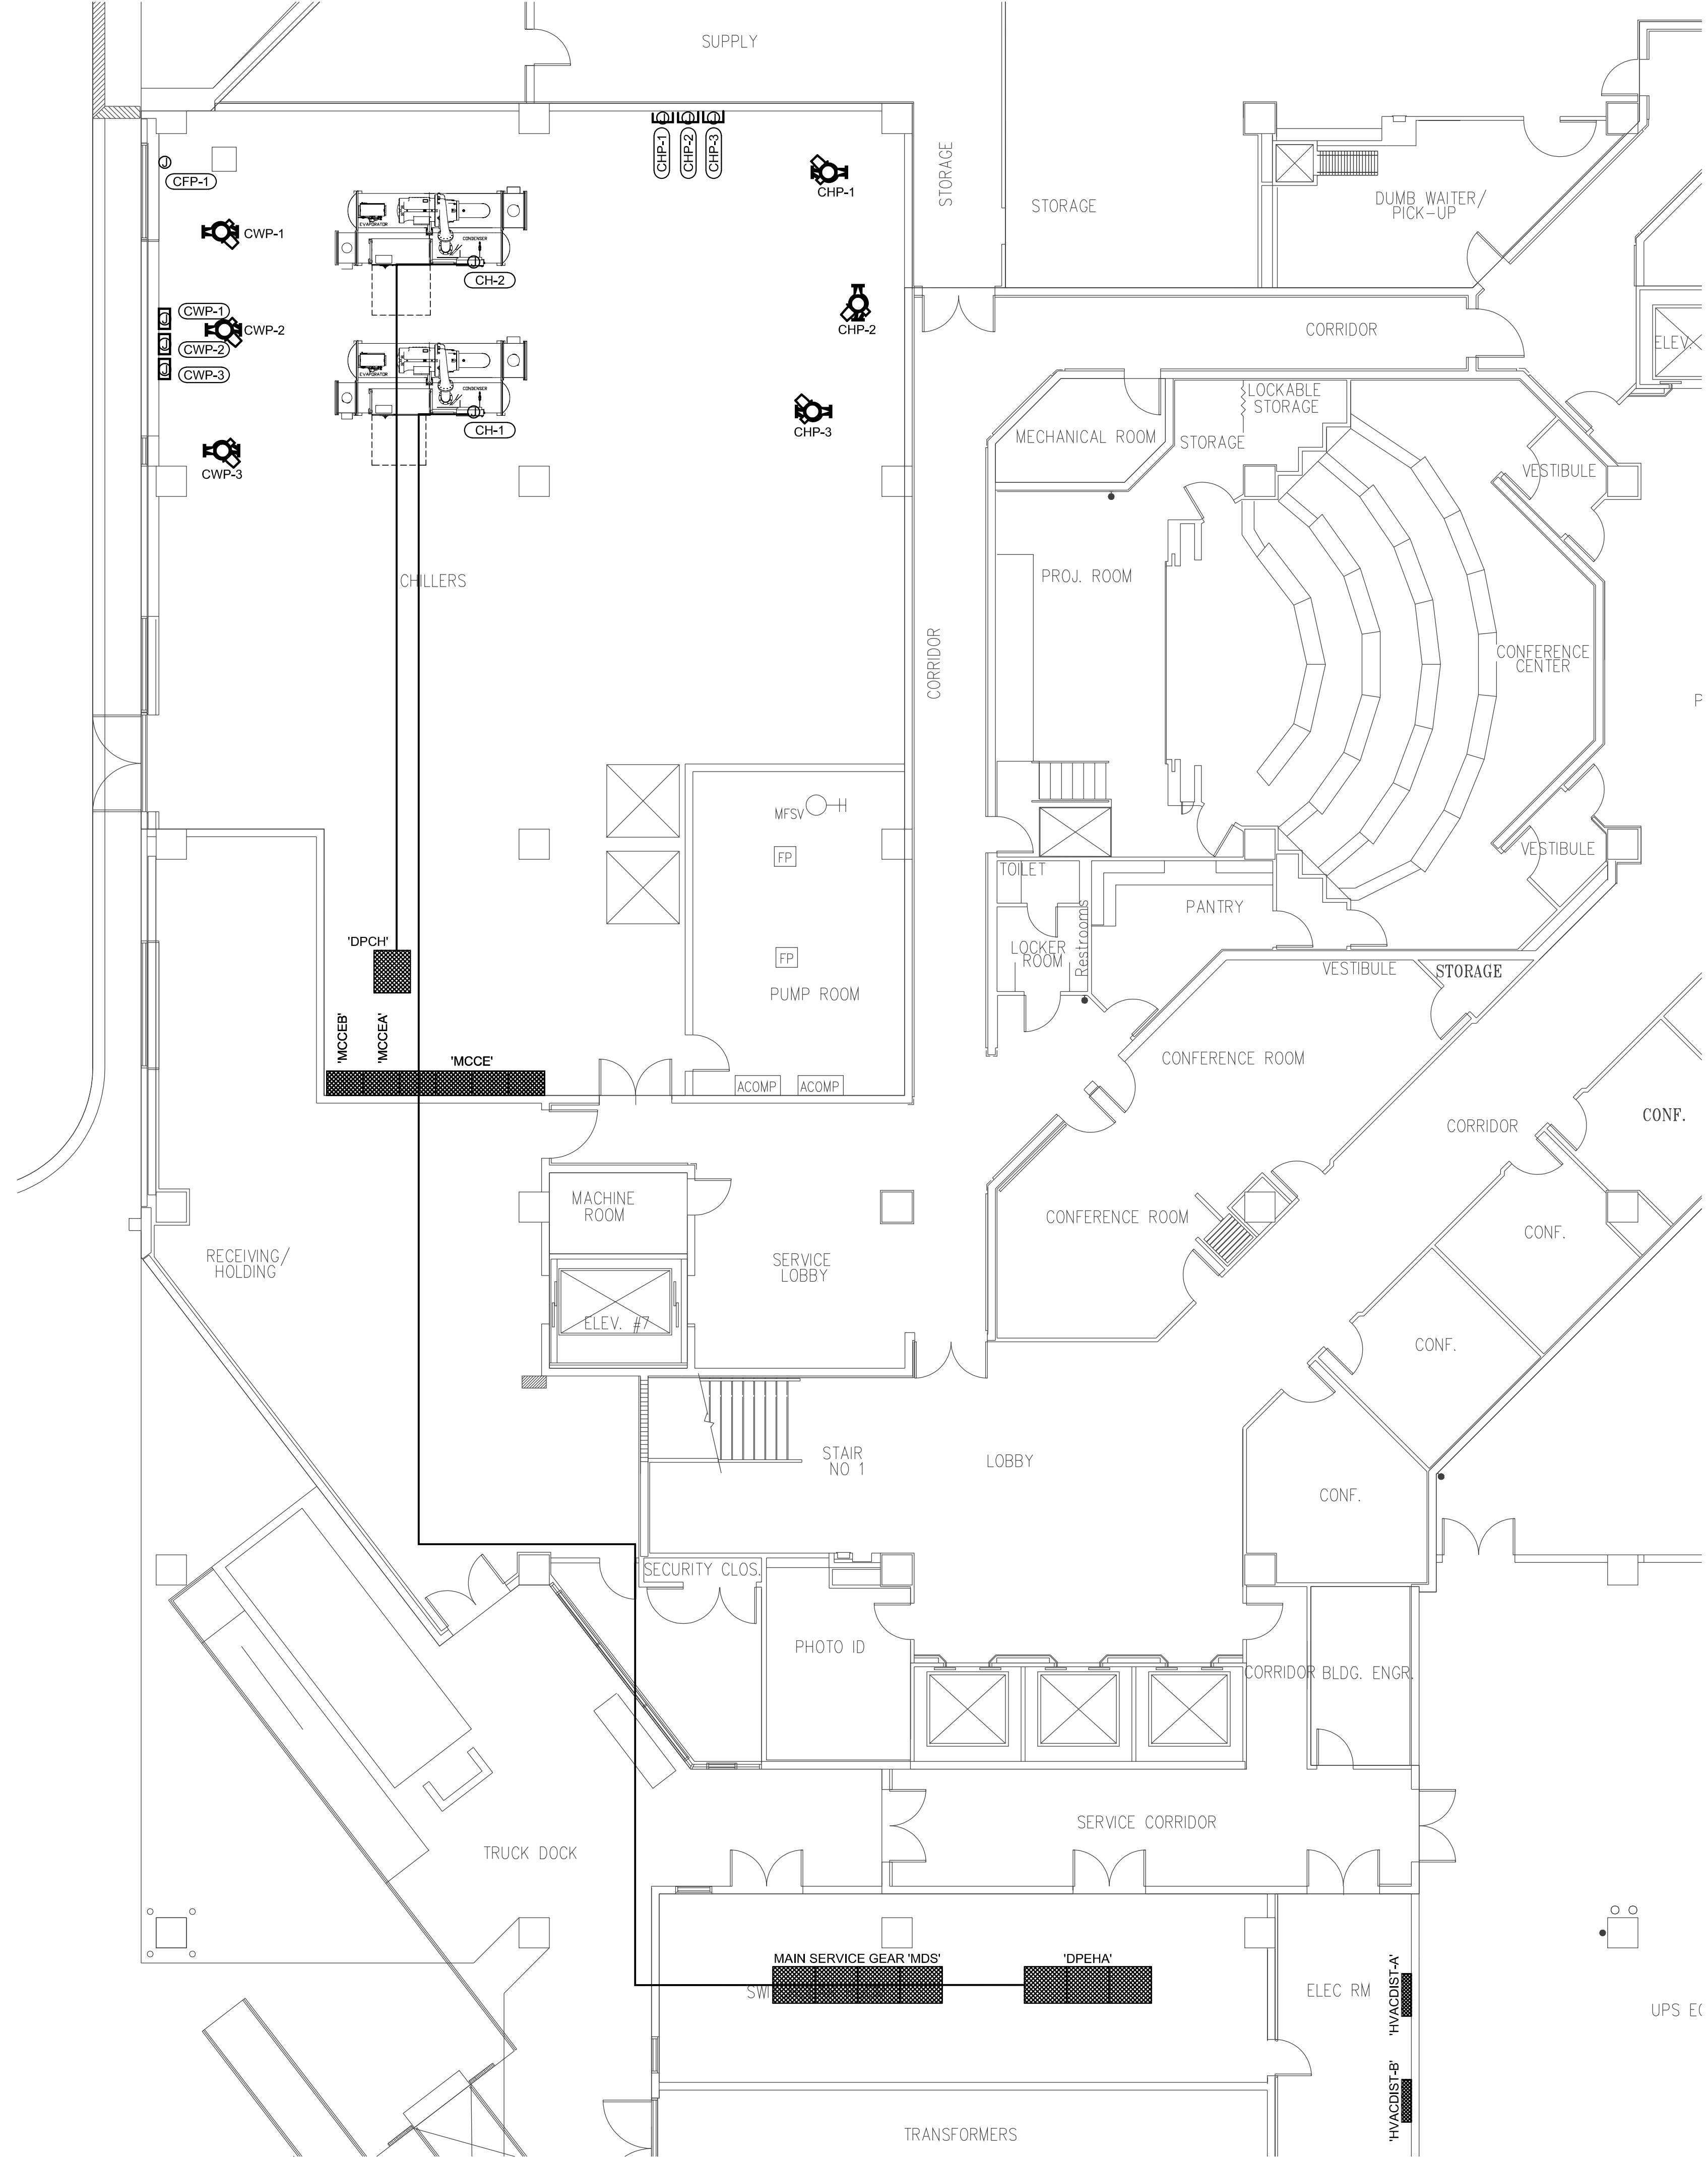 SUPPLY
CHP-1
CHP-2
CHP-3
CFP-1
CHP-1
STORAGE
STORAGE
DUMB WAITER/
PICK-UP
CWP-1
EVAPORATOR
CONDENSER
CH-2
CWP-1
CWP-2
CWP-2
CWP-3
CHP-2
CORRIDOR
ELEV.
EVAPORATOR
CONDENSER
CH-1
CHP-3
CWP-3
MECHANICAL ROOM
STORAGE
LOCKABLE
STORAGE
VESTIBULE
CHILLERS
PROJ. ROOM
CORRIDOR
CONFERENCE
CENTER
MFSV
FP
TOILET
VESTIBULE
PANTRY
Restrooms
LOCKER
ROOM
'DPCH'
FP
PUMP ROOM
VESTIBULE
STORAGE
'MCCEB'
'MCCEA'
'MCCE'
ACOMP
ACOMP
CONFERENCE ROOM
CORRIDOR
CONF.
MACHINE
ROOM
CONFERENCE ROOM
CONF.
RECEIVING/
HOLDING
SERVICE
LOBBY
ELEV. #7
CONF.
STAIR
NO 1
LOBBY
CONF.
SECURITY CLOS.
PHOTO ID
CORRIDOR
BLDG. ENGR.
SERVICE CORRIDOR
TRUCK DOCK
MAIN SERVICE GEAR 'MDS'
'DPEHA'
ELEC RM
'HVACDIST-A'
UPS
'HVACDIST-B'
TRANSFORMERS